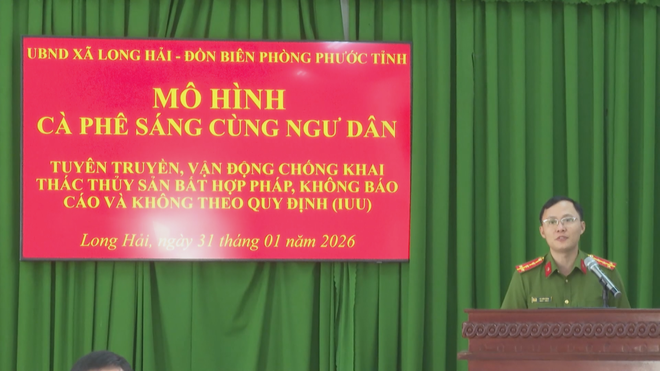 UBND XÃ LONG HẢI - ĐỒN BIÊN PHÒNG PHƯỚC TỈNH
MÔ HÌNH
CÀ PHÊ SÁNG CÙNG NGƯ DÂN
TUYÊN TRUYỀN, VẬN ĐỘNG CHỐNG KHAI
THÁC THỦY SẢN BẤT HỢP PHÁP, KHÔNG BÁO
CÁO VÀ KHÔNG THEO QUY ĐỊNH (IUU)
Long Hải, ngày 31 tháng 01 năm 2026